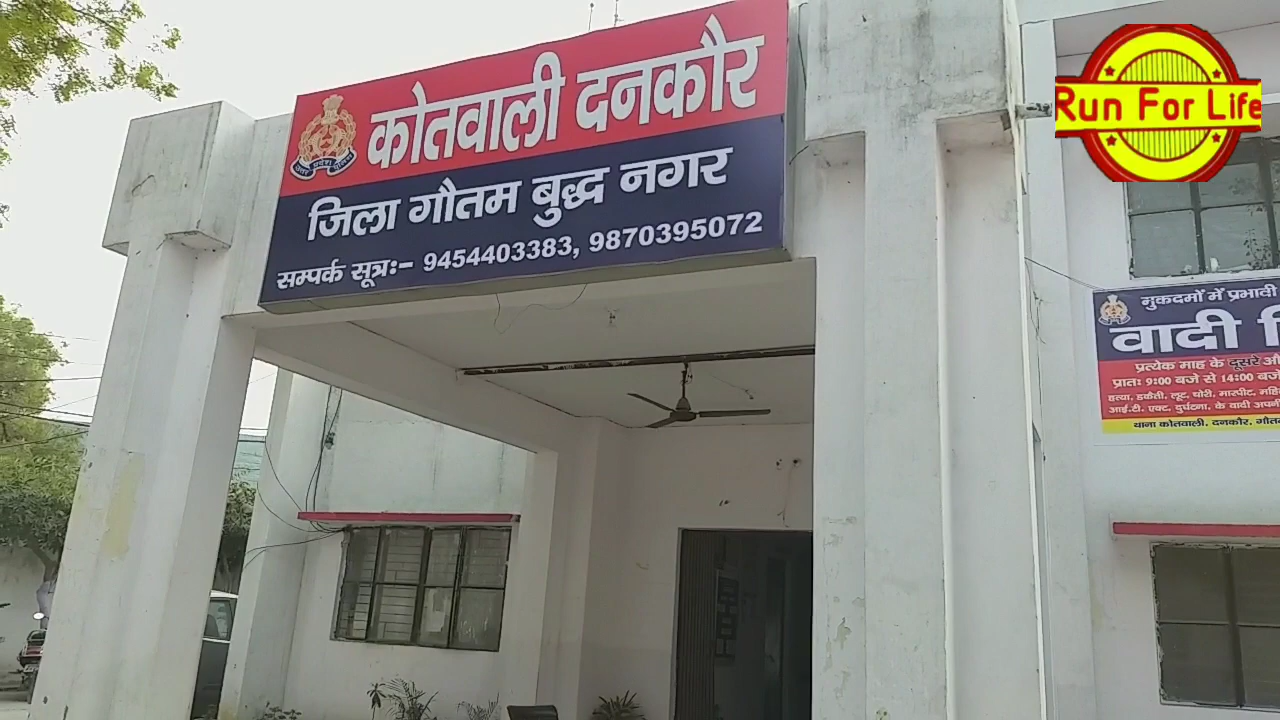 कोतवाली दनकौर
जिला गौतम बुद्ध नगर
सम्पर्क सूत्रः- 9454403383, 9870395072
Run For Life
मुकदमों में प्रभावी
वादी
प्रत्येक माह के दूसरे
प्रातः 9:00 बजे से 14:00 बजे
हत्या, डकैती, लूट, चोरी, मारपीट,
आई.टी. एक्ट, दुर्घटना, के वादी
थाना कोतवाली, दनकौर,